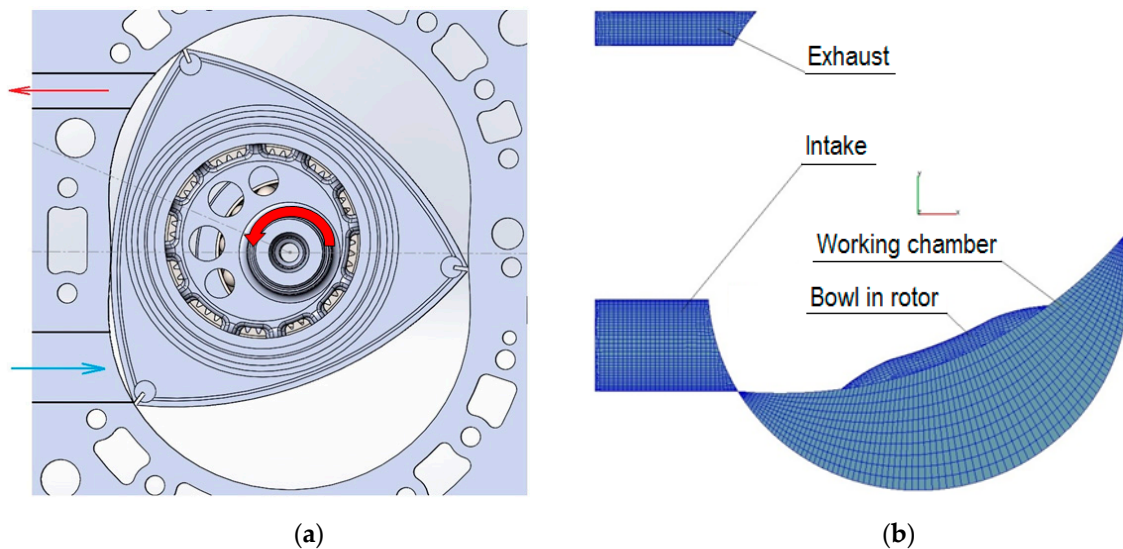 Exhaust
Intake
Working chamber
Bowl in rotor
(a)
(b)